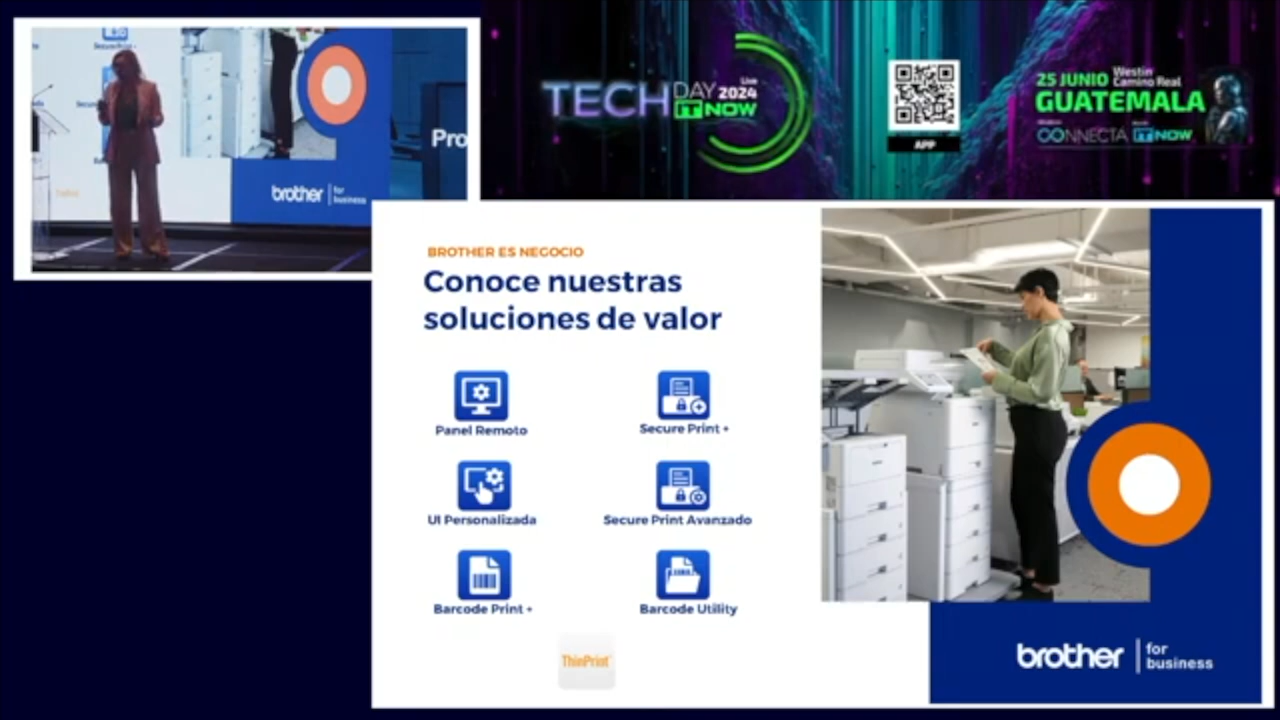 Secure Print +
Pro
brother
for
business
TECH DAY Live
2024
IT NOW
APP
25 JUNIO Westin
Camino Real
GUATEMALA
CONNECTA IT NOW
BROTHER ES NEGOCIO
Conoce nuestras
soluciones de valor
Panel Remoto
Secure Print +
UI Personalizada
Secure Print Avanzado
Barcode Print +
Barcode Utility
ThinPrint
brother
for
business